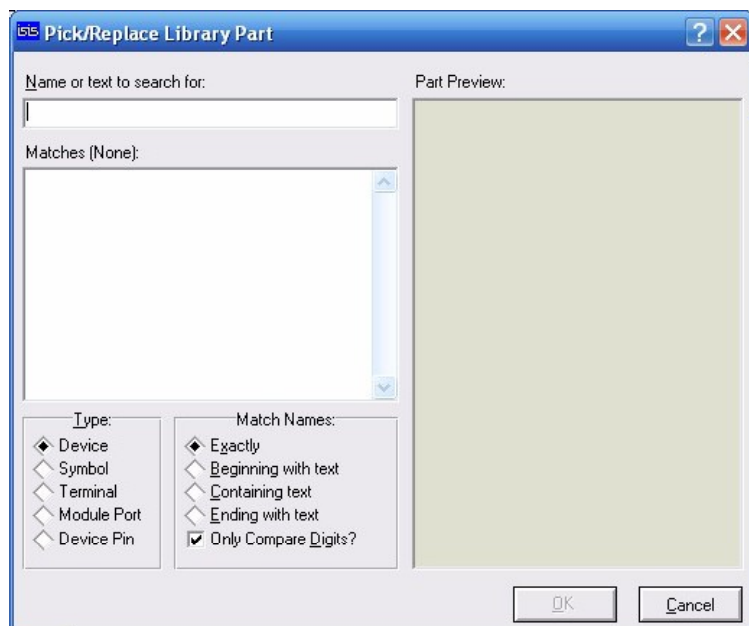 isis Pick/Replace Library Part
Name or text to search for:
Part Preview:
Matches (None):
Type:
Device
Symbol
Terminal
Module Port
Device Pin
Match Names:
Exactly
Beginning with text
Containing text
Ending with text
Only Compare Digits?
OK
Cancel